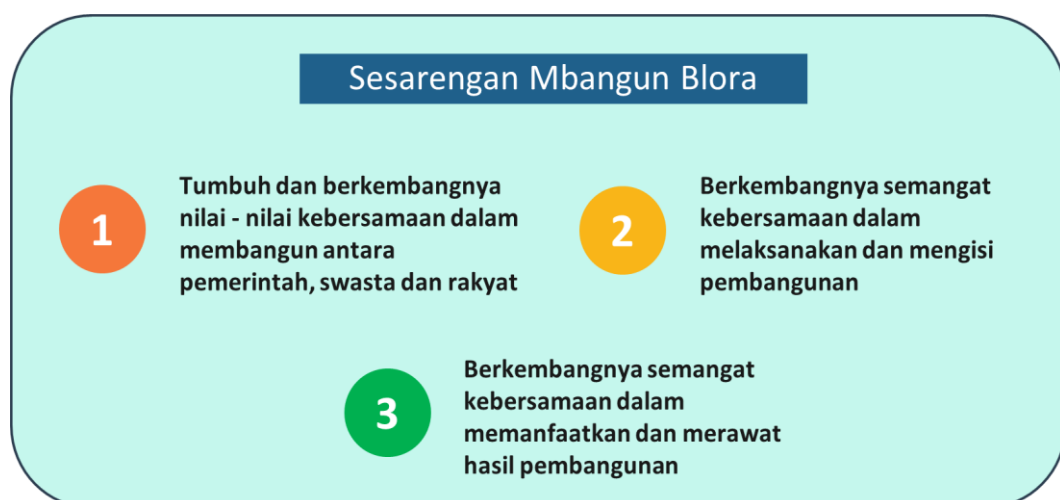 Sesarengan Mbangun Blora
1
Tumbuh dan berkembangnya
nilai - nilai kebersamaan dalam
membangun antara
pemerintah, swasta dan rakyat
2
Berkembangnya semangat
kebersamaan dalam
melaksanakan dan mengisi
pembangunan
3
Berkembangnya semangat
kebersamaan dalam
memanfaatkan dan merawat
hasil pembangunan